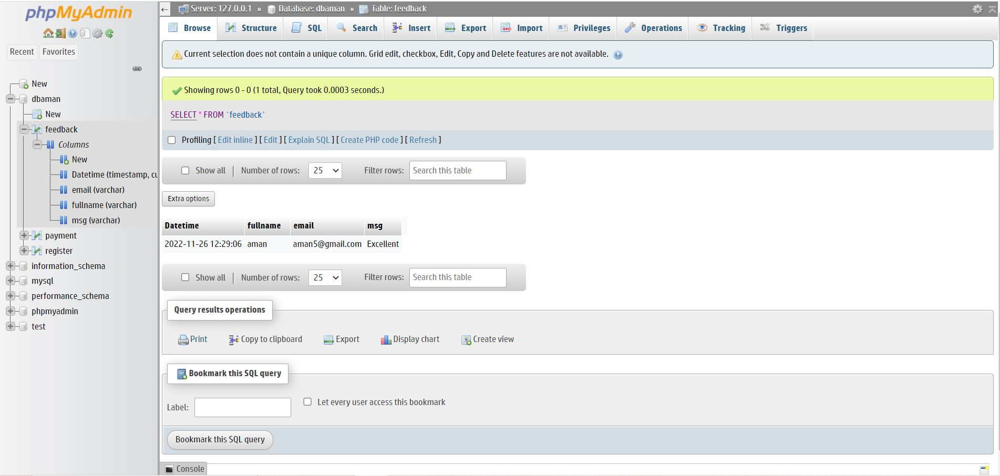 phpMyAdmin
Recent Favorites
New
dbaman
New
feedback
Columns
New
Datetime (timestamp, cu
email (varchar)
fullname (varchar)
msg (varchar)
payment
register
information_schema
mysql
performance_schema
phpmyadmin
test
Server: 127.0.0.1 » Database: dbaman » Table: feedback
Browse Structure SQL Search Insert Export Import Privileges Operations Tracking Triggers
Current selection does not contain a unique column. Grid edit, checkbox, Edit, Copy and Delete features are not available.
Showing rows 0 - 0 (1 total, Query took 0.0003 seconds.)
SELECT * FROM `feedback`
Profiling [ Edit inline ] [ Edit ] [ Explain SQL ] [ Create PHP code ] [ Refresh ]
Show all | Number of rows: 25 Filter rows: Search this table
Extra options
Datetime fullname email msg
2022-11-26 12:29:06 aman aman5@gmail.com Excellent
Show all | Number of rows: 25 Filter rows: Search this table
Query results operations
Print Copy to clipboard Export Display chart Create view
Bookmark this SQL query
Label: Let every user access this bookmark
Bookmark this SQL query
Console